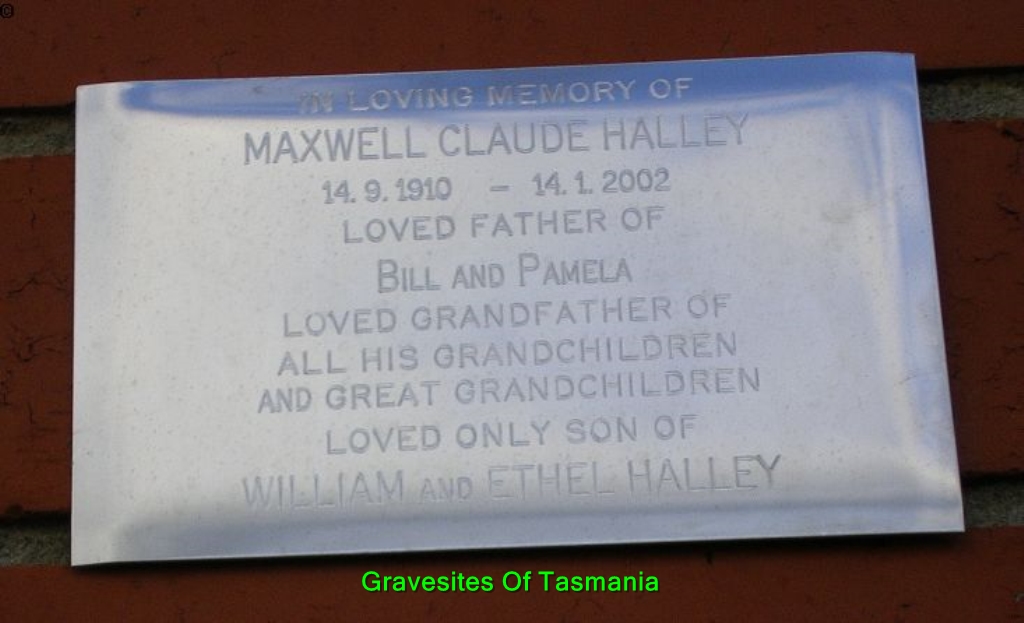 ©
IN LOVING MEMORY OF
MAXWELL CLAUDE HALLEY
14.9.1910 - 14.1.2002
LOVED FATHER OF
BILL AND PAMELA
LOVED GRANDFATHER OF
ALL HIS GRANDCHILDREN
AND GREAT GRANDCHILDREN
LOVED ONLY SON OF
WILLIAM AND ETHEL HALLEY
Gravesites Of Tasmania